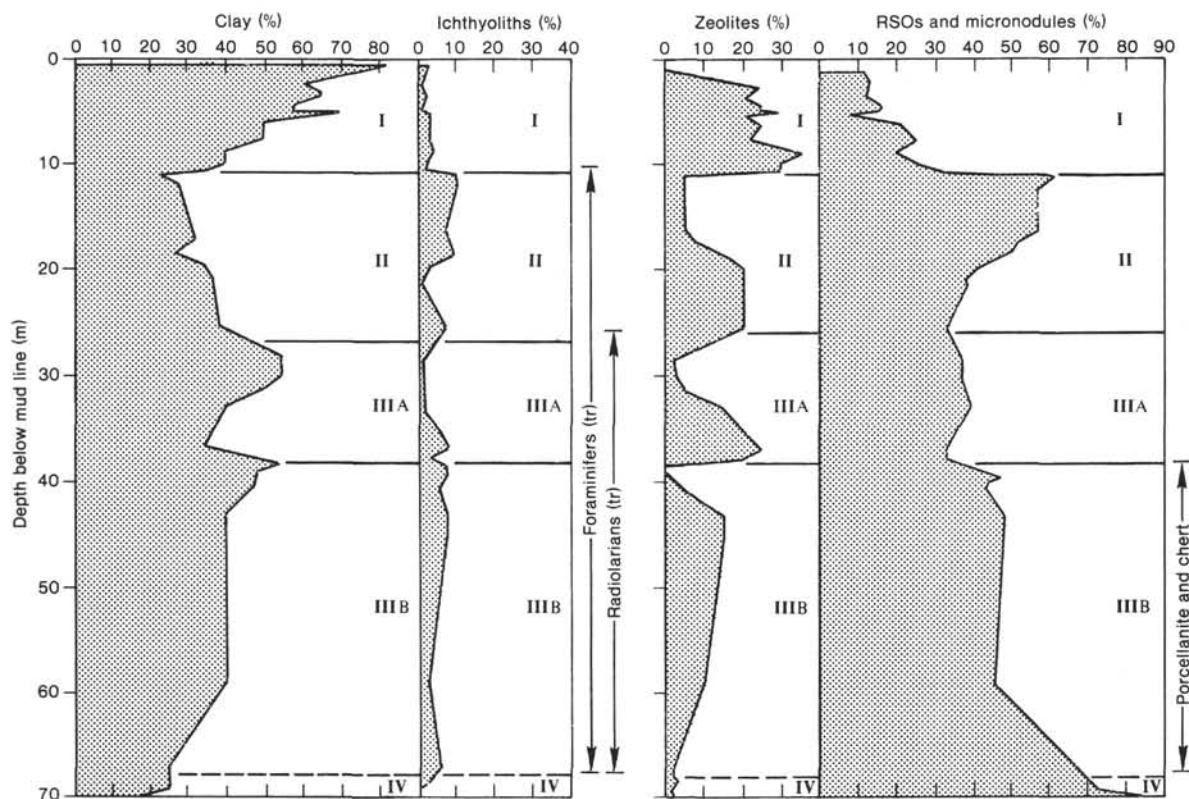 Clay (%)
Ichthyoliths (%)
Zeolites (%)
RSOs and micronodules (%)
0 10 20 30 40 50 60 70 80
0 10 20 30 40
0 10 20 30
0 10 20 30 40 50 60 70 80 90
Depth below mud line (m)
0
10
20
30
40
50
60
70
I
II
IIIA
IIIB
IV
I
II
IIIA
IIIB
IV
Foraminifers (tr)
Radiolarians (tr)
I
II
IIIA
IIIB
IV
I
II
IIIA
IIIB
IV
Porcellanite and chert